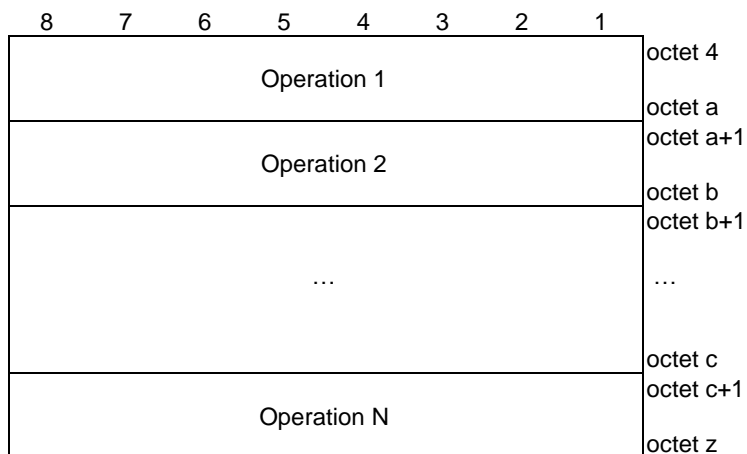 8 7 6 5 4 3 2 1
octet 4
Operation 1
octet a
octet a+1
Operation 2
octet b
octet b+1
… …
octet c
octet c+1
Operation N
octet z